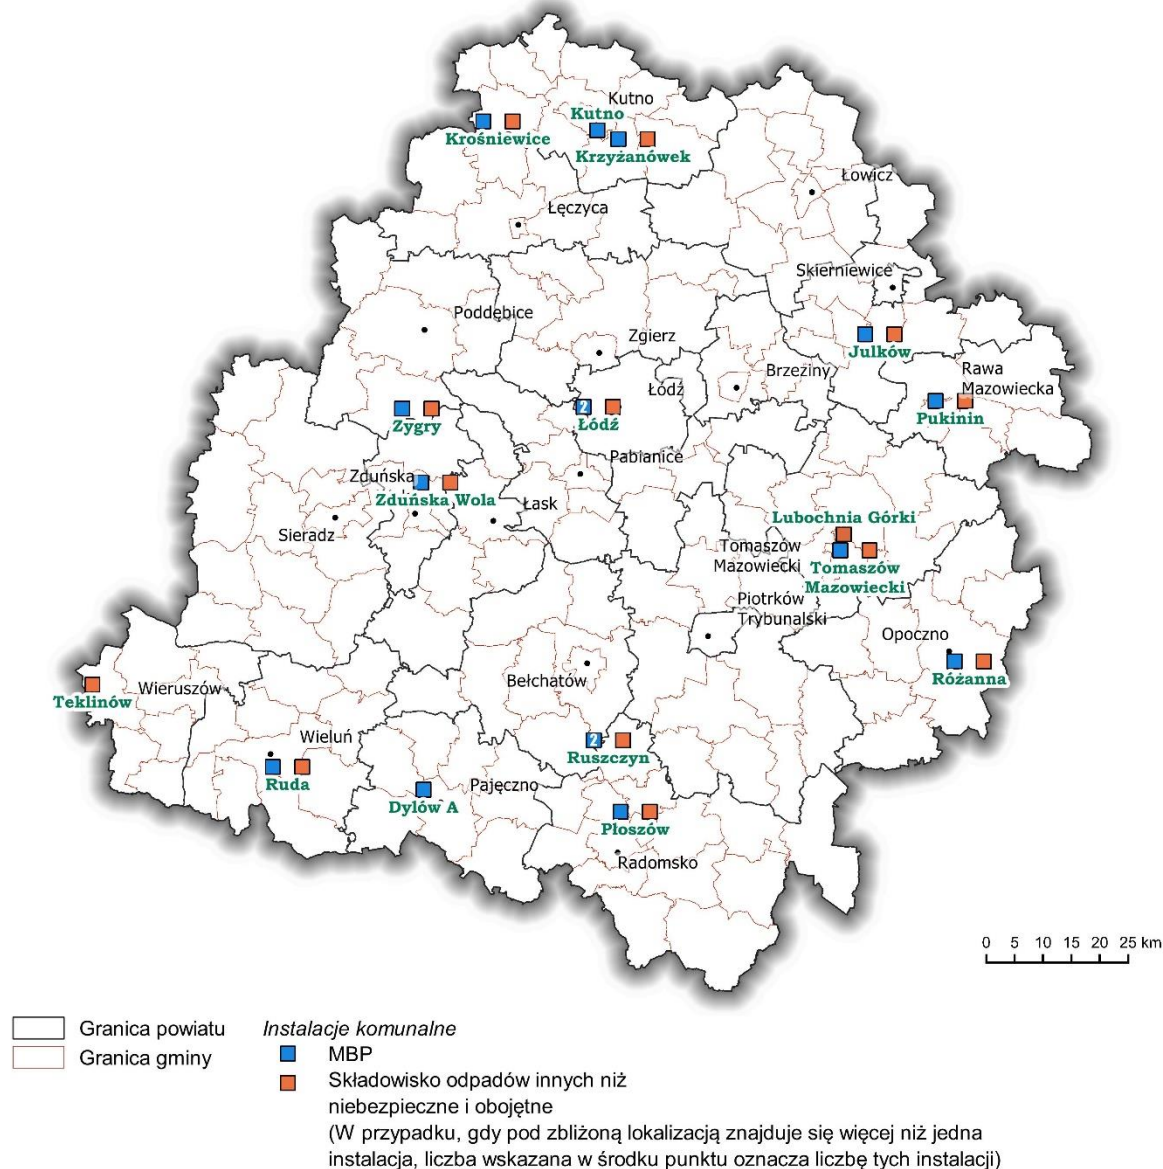 Kutno
Kutno
Krośniewice
Krzyżanówek
Łowicz
Łęczyca
Skierniewice
Poddębice
Zgierz
Julków
Brzeziny
Rawa
Mazowiecka
Łódź
2
Łódź
Zygry
Pukinin
Pabianice
Zduńska
Zduńska Wola
Łask
Sieradz
Lubochnia Górki
Tomaszów
Mazowiecki
Tomaszów
Mazowiecki
Piotrków
Trybunalski
Opoczno
Różanna
Bełchatów
Wieruszów
Teklinów
Wieluń
2
Ruszczyn
Ruda
Pajęczno
Dylów A
Płoszów
Radomsko
0 5 10 15 20 25 km
Granica powiatu
Granica gminy
Instalacje komunalne
MBP
Składowisko odpadów innych niż
niebezpieczne i obojętne
(W przypadku, gdy pod zbliżoną lokalizacją znajduje się więcej niż jedna
instalacja, liczba wskazana w środku punktu oznacza liczbę tych instalacji)